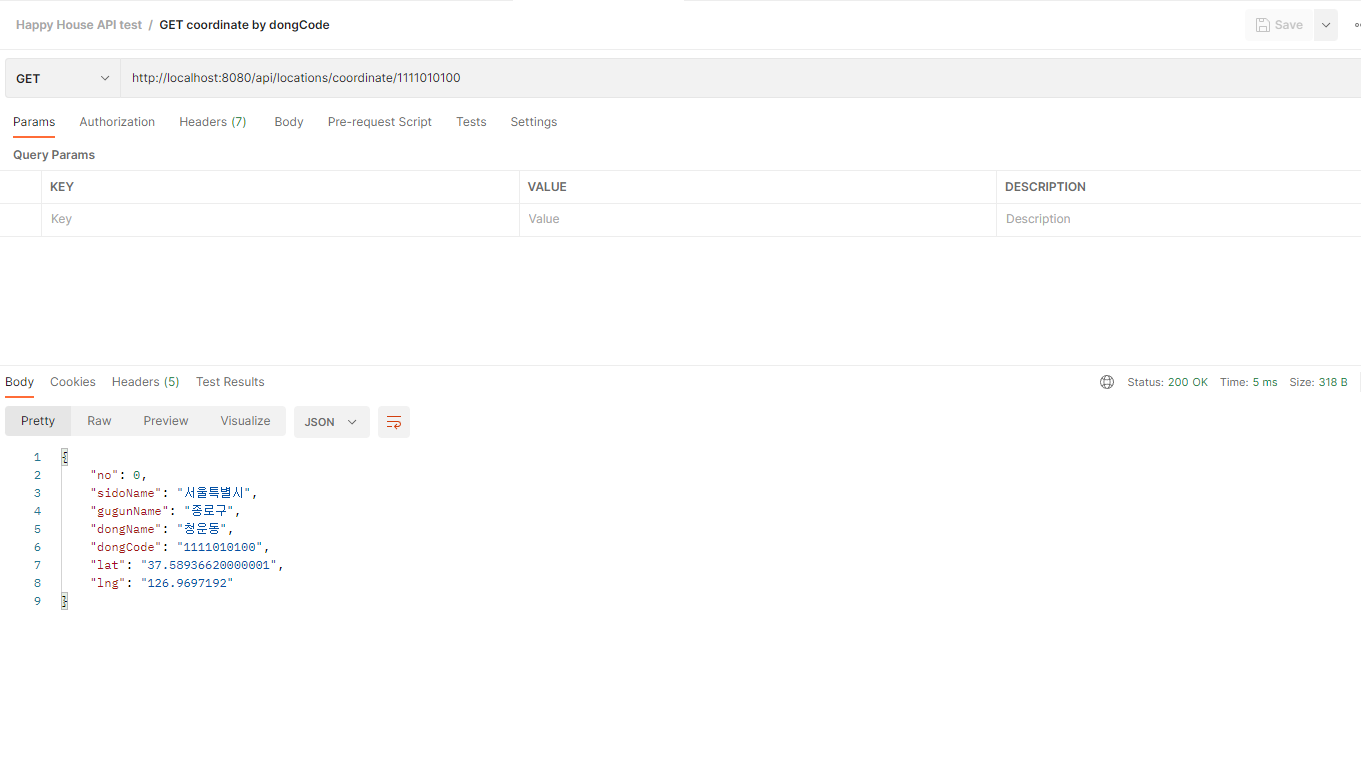 Happy House API test / GET coordinate by dongCode Save
GET http://localhost:8080/api/locations/coordinate/1111010100
Params Authorization Headers (7) Body Pre-request Script Tests Settings
Query Params
KEY VALUE DESCRIPTION
Key Value Description
Body Cookies Headers (5) Test Results Status: 200 OK Time: 5 ms Size: 318 B
Pretty Raw Preview Visualize JSON
1 {
2 "no": 0,
3 "sidoName": "서울특별시",
4 "gugunName": "종로구",
5 "dongName": "청운동",
6 "dongCode": "1111010100",
7 "lat": "37.58936620000001",
8 "lng": "126.9697192"
9 }